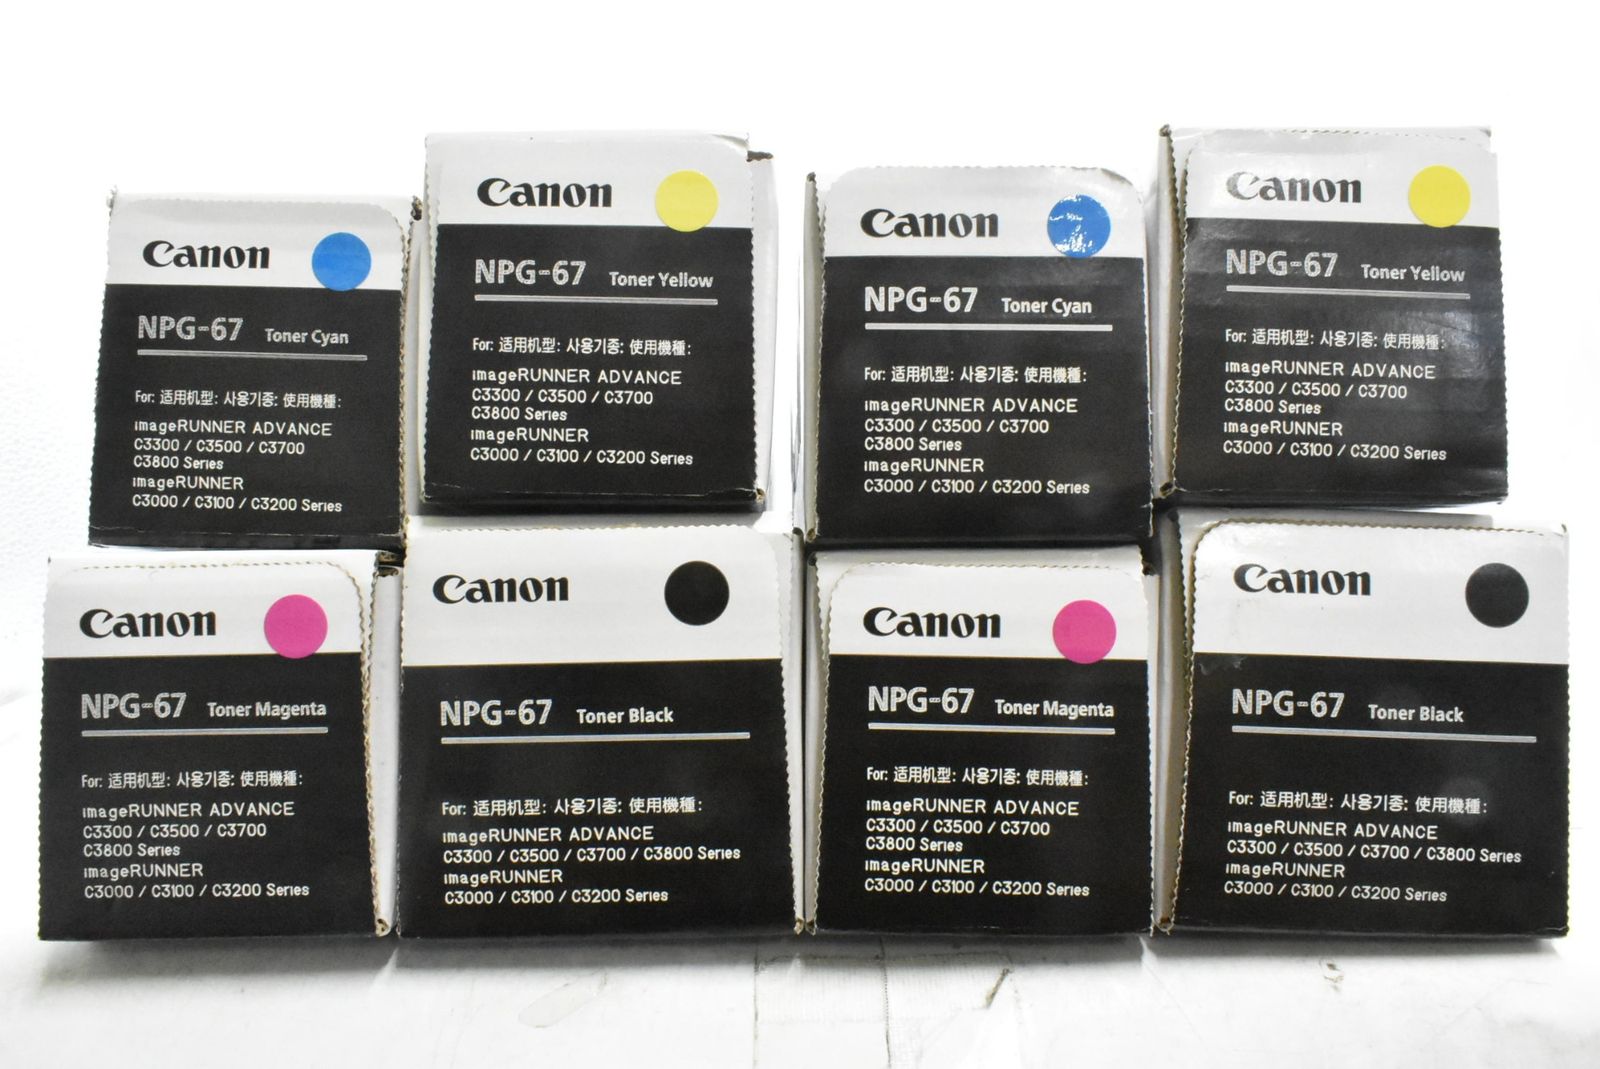 Canon
NPG-67 Toner Cyan
For: 适用机型: 사용기종: 使用機種:
imageRUNNER ADVANCE
C3300 / C3500 / C3700
C3800 Series
imageRUNNER
C3000 / C3100 / C3200 Series
Canon
NPG-67 Toner Yellow
For: 适用机型: 사용기종: 使用機種:
imageRUNNER ADVANCE
C3300 / C3500 / C3700
C3800 Series
imageRUNNER
C3000 / C3100 / C3200 Series
Canon
NPG-67 Toner Cyan
For: 适用机型: 사용기종: 使用機種:
imageRUNNER ADVANCE
C3300 / C3500 / C3700
C3800 Series
imageRUNNER
C3000 / C3100 / C3200 Series
Canon
NPG-67 Toner Yellow
For: 适用机型: 사용기종: 使用機種:
imageRUNNER ADVANCE
C3300 / C3500 / C3700
C3800 Series
imageRUNNER
C3000 / C3100 / C3200 Series
Canon
NPG-67 Toner Magenta
For: 适用机型: 사용기종: 使用機種:
imageRUNNER ADVANCE
C3300 / C3500 / C3700
C3800 Series
imageRUNNER
C3000 / C3100 / C3200 Series
Canon
NPG-67 Toner Black
For: 适用机型: 사용기종: 使用機種:
imageRUNNER ADVANCE
C3300 / C3500 / C3700 / C3800 Series
imageRUNNER
C3000 / C3100 / C3200 Series
Canon
NPG-67 Toner Magenta
For: 适用机型: 사용기종: 使用機種:
imageRUNNER ADVANCE
C3300 / C3500 / C3700
C3800 Series
imageRUNNER
C3000 / C3100 / C3200 Series
Canon
NPG-67 Toner Black
For: 适用机型: 사용기종: 使用機種:
imageRUNNER ADVANCE
C3300 / C3500 / C3700 / C3800 Series
imageRUNNER
C3000 / C3100 / C3200 Series